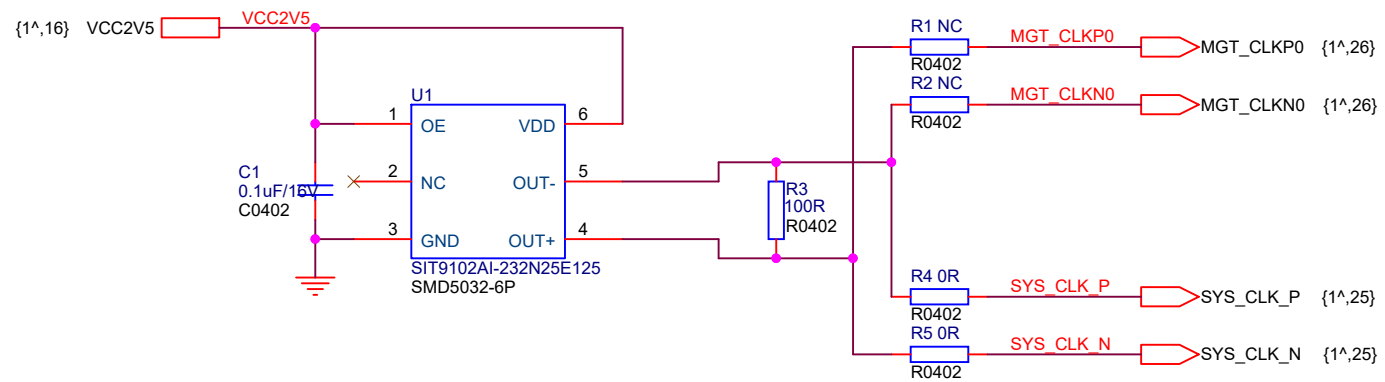 {1^,16} VCC2V5 VCC2V5
R1 NC MGT_CLKP0
R0402
MGT_CLKP0 {1^,26}
R2 NC MGT_CLKN0
R0402
MGT_CLKN0 {1^,26}
U1
1 OE VDD 6
2 NC OUT- 5
3 GND OUT+ 4
SIT9102AI-232N25E125
SMD5032-6P
C1
0.1uF/16V
C0402
R3
100R
R0402
R4 0R SYS_CLK_P
R0402
SYS_CLK_P {1^,25}
R5 0R SYS_CLK_N
R0402
SYS_CLK_N {1^,25}